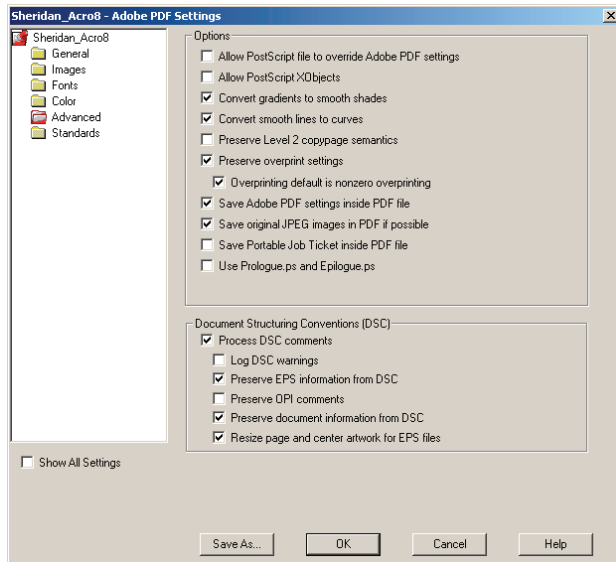 Sheridan_Acro8 - Adobe PDF Settings
Sheridan_Acro8
General
Images
Fonts
Color
Advanced
Standards
Show All Settings
Options
Allow PostScript file to override Adobe PDF settings
Allow PostScript XObjects
Convert gradients to smooth shades
Convert smooth lines to curves
Preserve Level 2 copypage semantics
Preserve overprint settings
Overprinting default is nonzero overprinting
Save Adobe PDF settings inside PDF file
Save original JPEG images in PDF if possible
Save Portable Job Ticket inside PDF file
Use Prologue.ps and Epilogue.ps
Document Structuring Conventions (DSC)
Process DSC comments
Log DSC warnings
Preserve EPS information from DSC
Preserve OPI comments
Preserve document information from DSC
Resize page and center artwork for EPS files
Save As...
OK
Cancel
Help